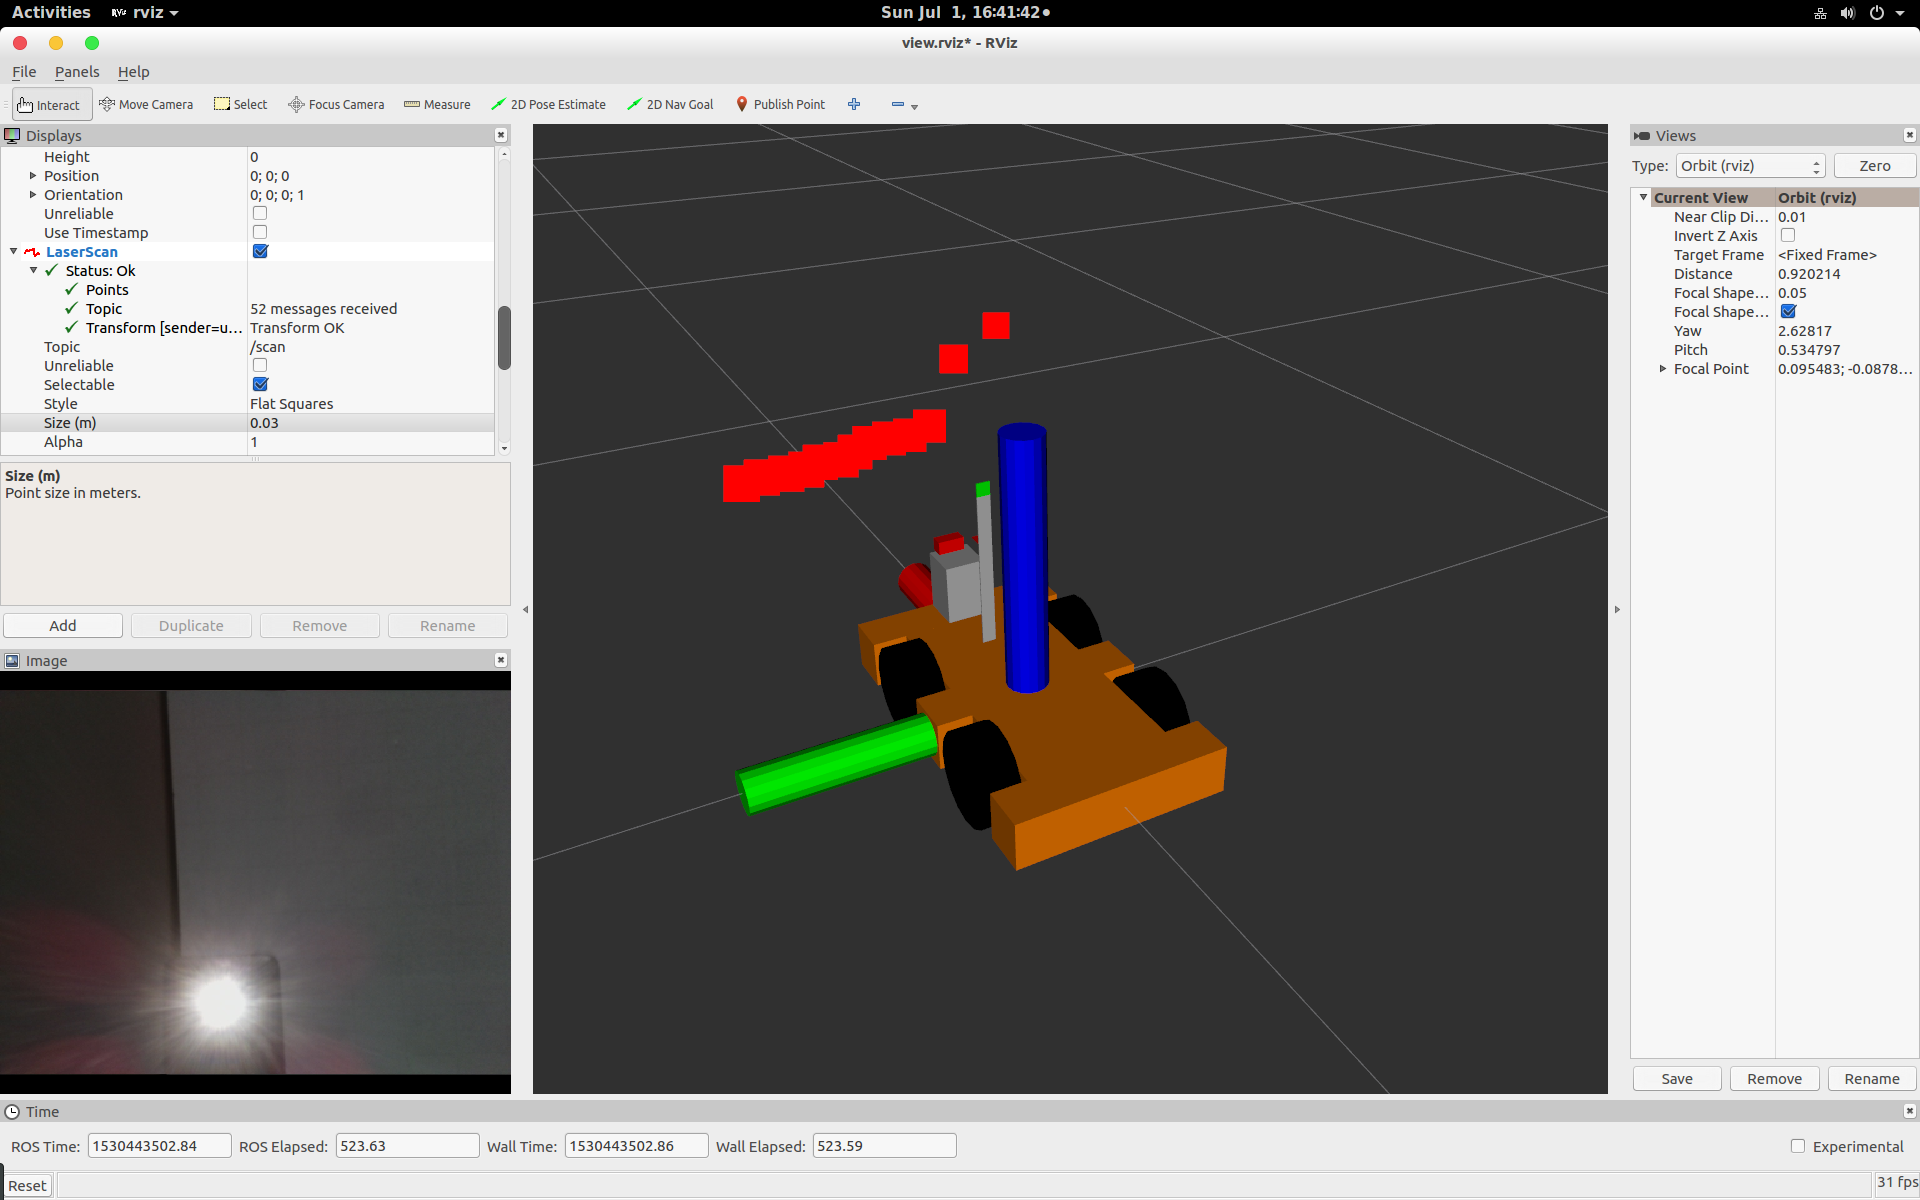 Activities rviz Sun Jul 1, 16:41:42
view.rviz* - RViz
File Panels Help
Interact Move Camera Select Focus Camera Measure 2D Pose Estimate 2D Nav Goal Publish Point
Displays
Height 0
Position 0; 0; 0
Orientation 0; 0; 0; 1
Unreliable
Use Timestamp
LaserScan
Status: Ok
Points
Topic 52 messages received
Transform [sender=u... Transform OK
Topic /scan
Unreliable
Selectable
Style Flat Squares
Size (m) 0.03
Alpha 1
Size (m)
Point size in meters.
Add Duplicate Remove Rename
Image
Views
Type: Orbit (rviz) Zero
Current View Orbit (rviz)
Near Clip Di... 0.01
Invert Z Axis
Target Frame <Fixed Frame>
Distance 0.920214
Focal Shape... 0.05
Focal Shape...
Yaw 2.62817
Pitch 0.534797
Focal Point 0.095483; -0.0878...
Save Remove Rename
Time
ROS Time: 1530443502.84 ROS Elapsed: 523.63 Wall Time: 1530443502.86 Wall Elapsed: 523.59 Experimental
Reset 31 fps